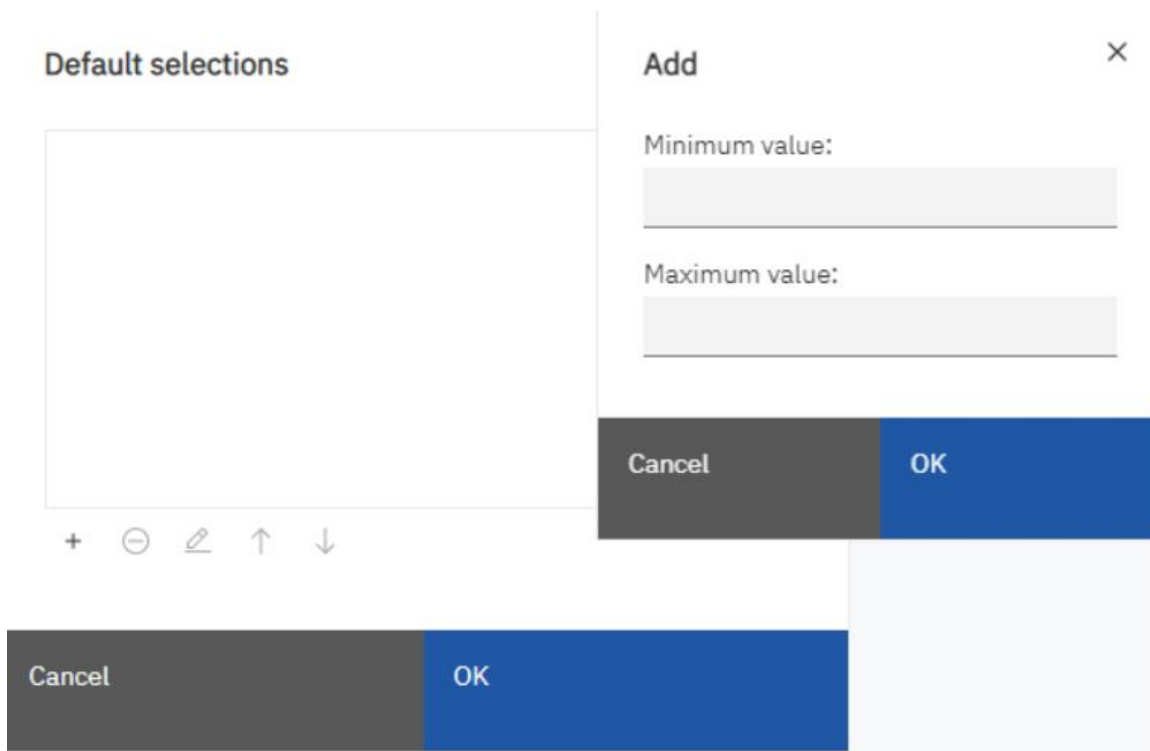 Default selections
Add
Minimum value:
Maximum value:
Cancel
OK
Cancel
OK